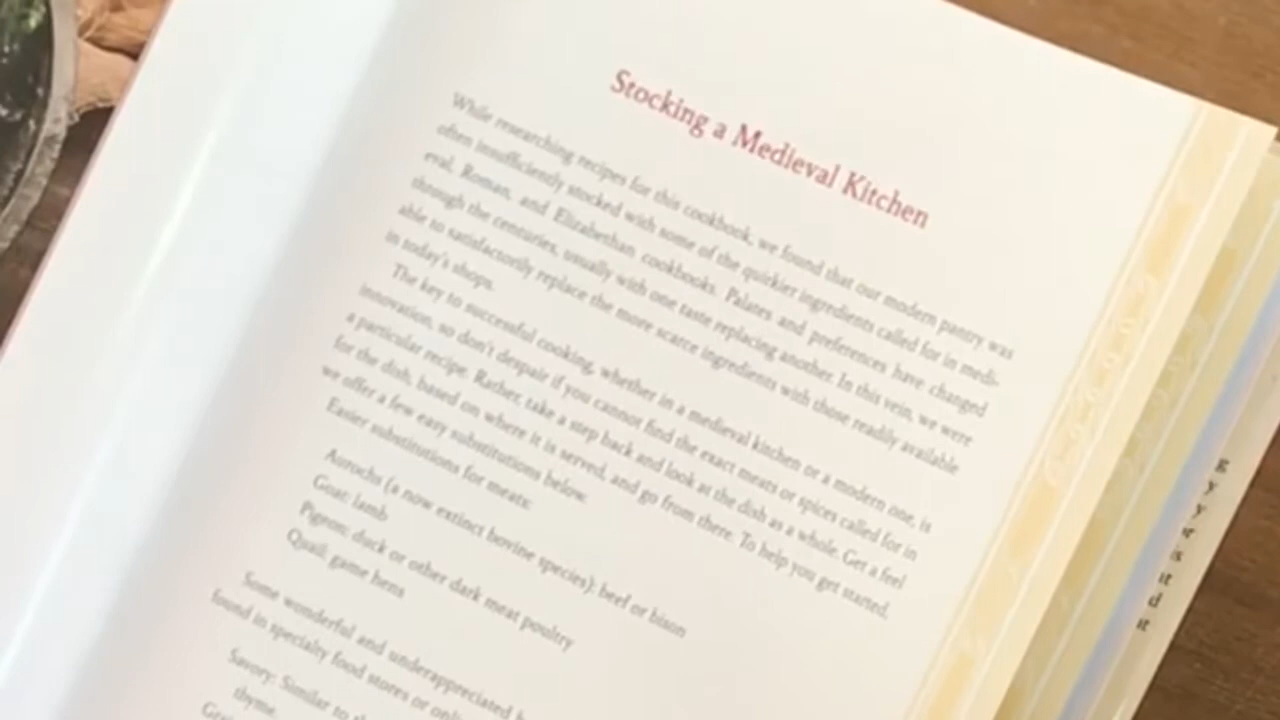 Stocking a Medieval Kitchen
While researching recipes for this cookbook, we found that our modern pantry was
often insufficiently stocked with some of the quirkier ingredients called for in medi-
eval, Roman, and Elizabethan cookbooks. Palates and preferences have changed
through the centuries, usually with one taste replacing another. In this vein, we were
able to satisfactorily replace the more scarce ingredients with those readily available
in today's shops.
The key to successful cooking, whether in a medieval kitchen or a modern one, is
innovation, so don't despair if you cannot find the exact meats or spices called for in
a particular recipe. Rather, take a step back and look at the dish as a whole. Get a feel
for the dish, based on where it is served, and go from there. To help you get started,
we offer a few easy substitutions below.
Easier substitutions for meats:
Aurochs (a now extinct bovine species): beef or bison
Goat: lamb
Pigeon: duck or other dark meat poultry
Quail: game hens
Some wonderful and underappreciated
found in specialty food stores or
Savory: Similar to
thyme.